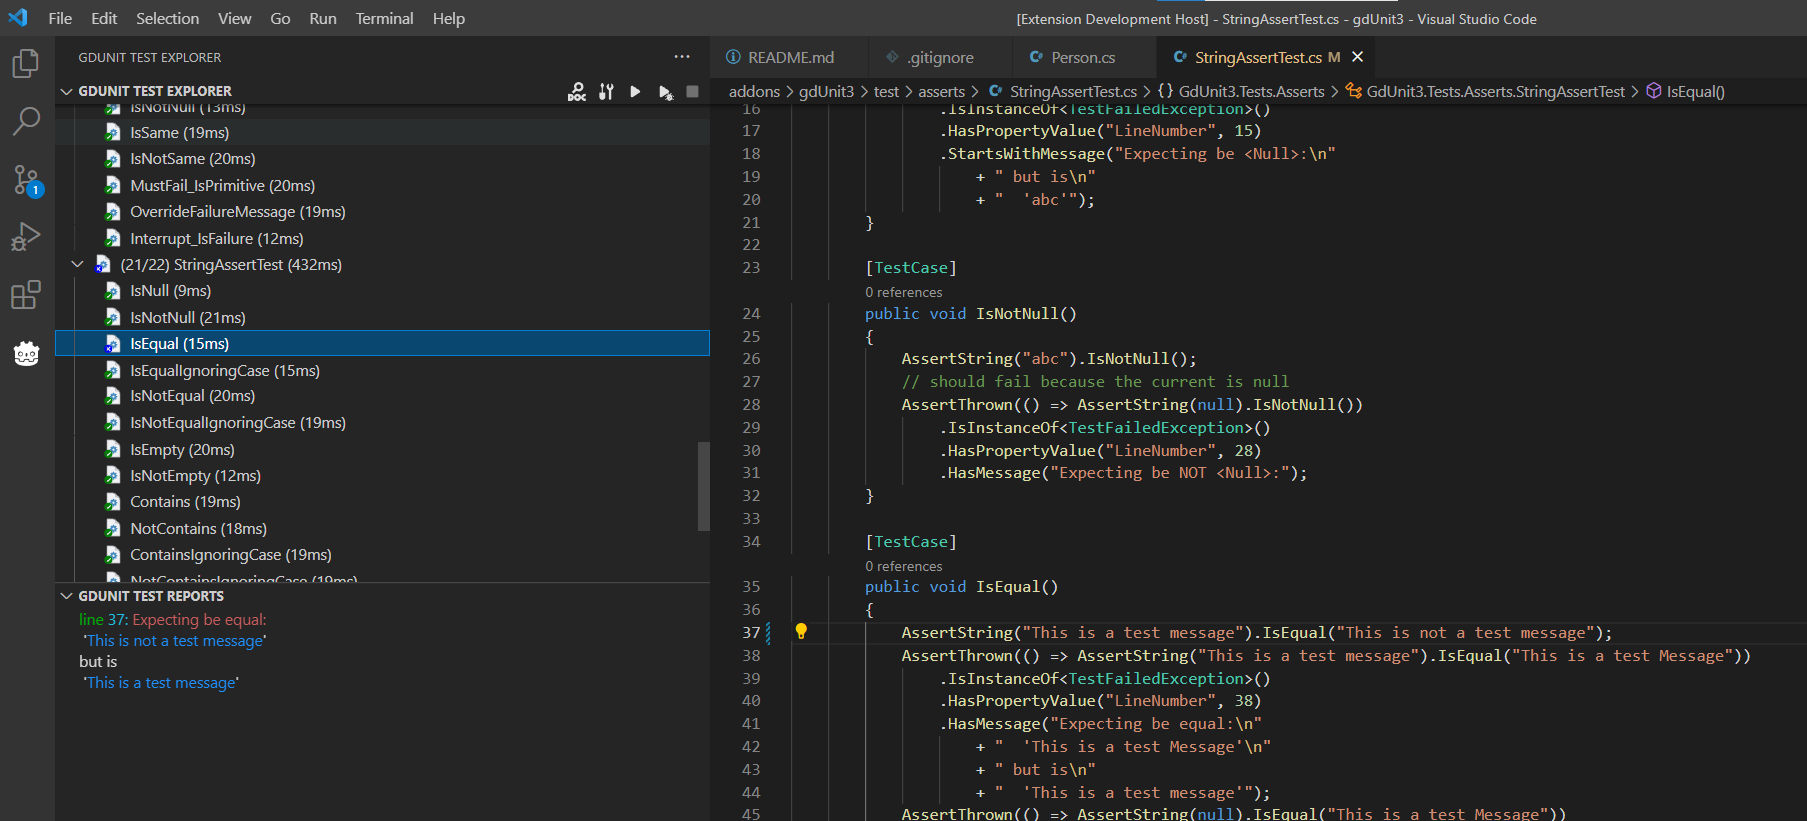 File Edit Selection View Go Run Terminal Help
[Extension Development Host] - StringAssertTest.cs - gdUnit3 - Visual Studio Code
GDUNIT TEST EXPLORER
GDUNIT TEST EXPLORER
DOC
IsNotNull (13ms)
IsSame (19ms)
IsNotSame (20ms)
MustFail_IsPrimitive (20ms)
OverrideFailureMessage (19ms)
Interrupt_IsFailure (12ms)
(21/22) StringAssertTest (432ms)
IsNull (9ms)
IsNotNull (21ms)
IsEqual (15ms)
IsEqualIgnoringCase (15ms)
IsNotEqual (20ms)
IsNotEqualIgnoringCase (19ms)
IsEmpty (20ms)
IsNotEmpty (12ms)
Contains (19ms)
NotContains (18ms)
ContainsIgnoringCase (19ms)
NotContainsIgnoringCase (19ms)
1
GDUNIT TEST REPORTS
line 37: Expecting be equal:
'This is not a test message'
but is
'This is a test message'
README.md .gitignore Person.cs StringAssertTest.cs M
addons > gdUnit3 > test > asserts > StringAssertTest.cs > {} GdUnit3.Tests.Asserts > GdUnit3.Tests.Asserts.StringAssertTest > IsEqual()
16 .IsInstanceOf<TestFailedException>()
17 .HasPropertyValue("LineNumber", 15)
18 .StartsWithMessage("Expecting be <Null>:\n"
19 + " but is\n"
20 + "  'abc'");
21 }
22
23 [TestCase]
0 references
24 public void IsNotNull()
25 {
26 AssertString("abc").IsNotNull();
27 // should fail because the current is null
28 AssertThrown(() => AssertString(null).IsNotNull())
29 .IsInstanceOf<TestFailedException>()
30 .HasPropertyValue("LineNumber", 28)
31 .HasMessage("Expecting be NOT <Null>:");
32 }
33
34 [TestCase]
0 references
35 public void IsEqual()
36 {
37 AssertString("This is a test message").IsEqual("This is not a test message");
38 AssertThrown(() => AssertString("This is a test message").IsEqual("This is a test Message"))
39 .IsInstanceOf<TestFailedException>()
40 .HasPropertyValue("LineNumber", 38)
41 .HasMessage("Expecting be equal:\n"
42 + "  'This is a test Message'\n"
43 + " but is\n"
44 + "  'This is a test message'");
45 AssertThrown(() => AssertString(null).IsEqual("This is a test Message"))